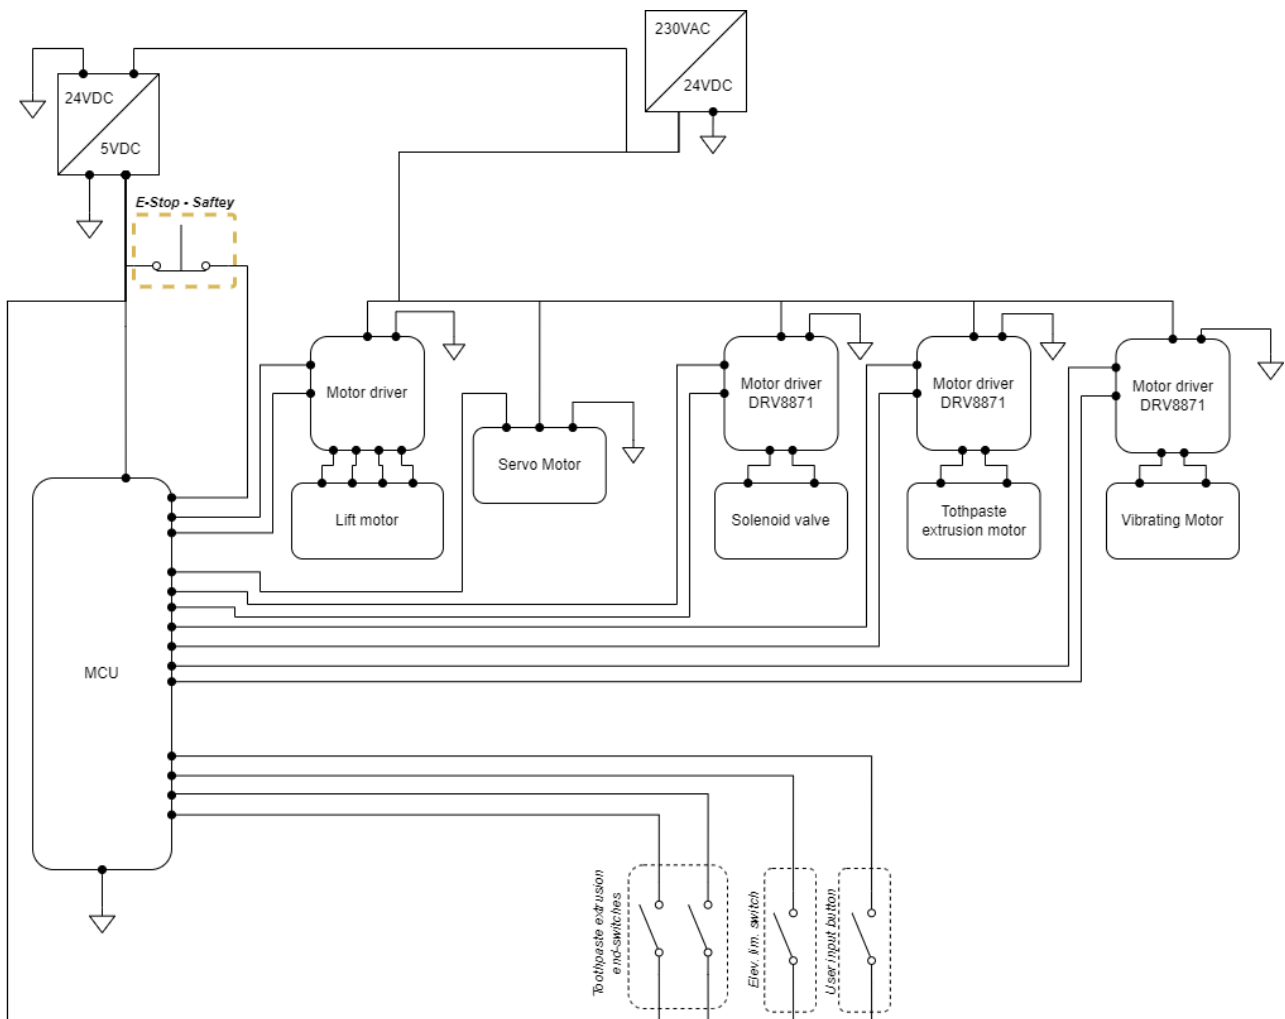 230VAC
24VDC
24VDC
5VDC
E-Stop - Saftey
Motor driver
Servo Motor
Lift motor
Motor driver
DRV8871
Solenoid valve
Motor driver
DRV8871
Tothpaste
extrusion motor
Motor driver
DRV8871
Vibrating Motor
MCU
Toothpaste extrusion
end-switches
Elev. lim. switch
User input button